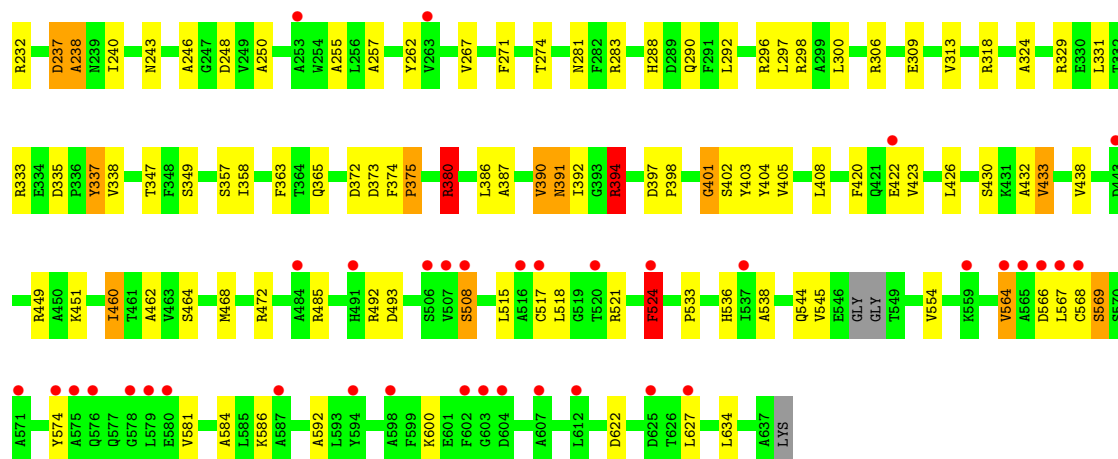 R232 D237 A238 N239 I240 N243 A246 G247 D248 V249 A250 A253 W254 A255 L256 A257 Y262 V263 V267 F271 T274 N281 F282 R283 H288 D289 Q290 F291 L292 R296 L297 R298 A299 L300 R306 E309 V313 R318 A324 R329 E330 L331 T332
R333 E334 D335 P336 Y337 V338 T347 F348 S349 S357 I358 F363 T364 Q365 D372 D373 F374 P375 R380 L386 A387 V390 N391 I392 G393 R394 D397 P398 G401 S402 Y403 Y404 V405 L408 F420 Q421 E422 V423 L426 S430 K431 A432 V433 V438 D443
R449 A450 K451 I460 T461 A462 V463 S464 M468 R472 A484 R485 H491 R492 D493 S506 V507 S508 L515 A516 C517 L518 G519 T520 R521 F524 P533 H536 I537 A538 Q544 V545 E546 GLY GLY T549 V554 K559 V564 A565 D566 L567 C568 S569 S570
A571 Y574 A575 Q576 Q577 G578 L579 E580 V581 A584 L585 K586 A587 A592 L593 Y594 A598 F599 K600 E601 F602 G603 D604 A607 L612 D622 D625 T626 L627 L634 A637 LYS